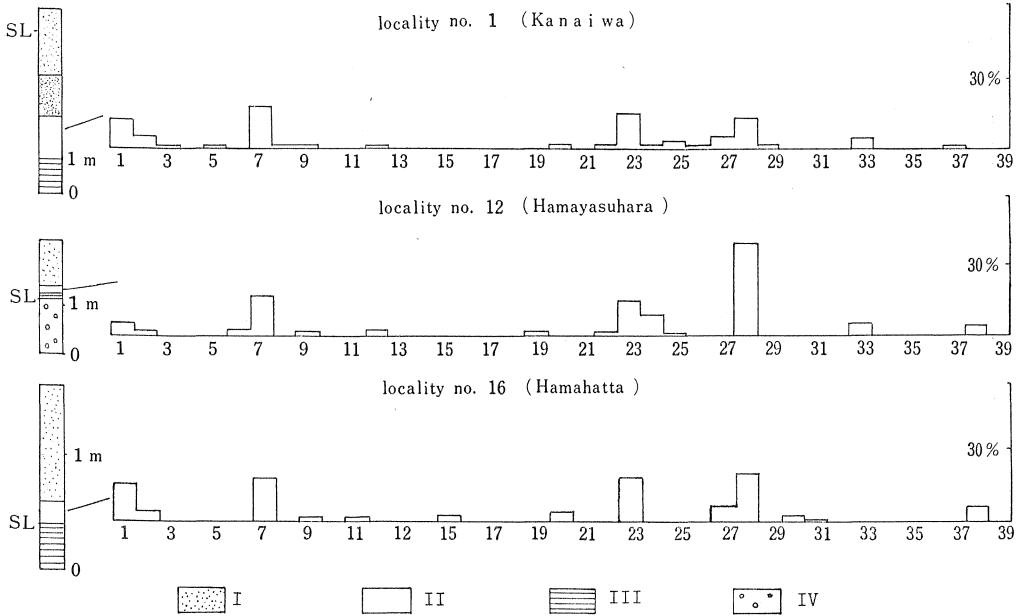 locality no. 1 (Kanaiwa)
SL
30%
1 m
0
1 3 5 7 9 11 13 15 17 19 21 23 25 27 29 31 33 35 37 39
locality no. 12 (Hamayasuhara)
30%
SL
1 m
0
1 3 5 7 9 11 13 15 17 19 21 23 25 27 29 31 33 35 37 39
locality no. 16 (Hamahatta)
1 m
30%
SL
0
1 3 5 7 9 11 12 15 17 19 21 23 25 27 29 31 33 35 37 39
I II III IV